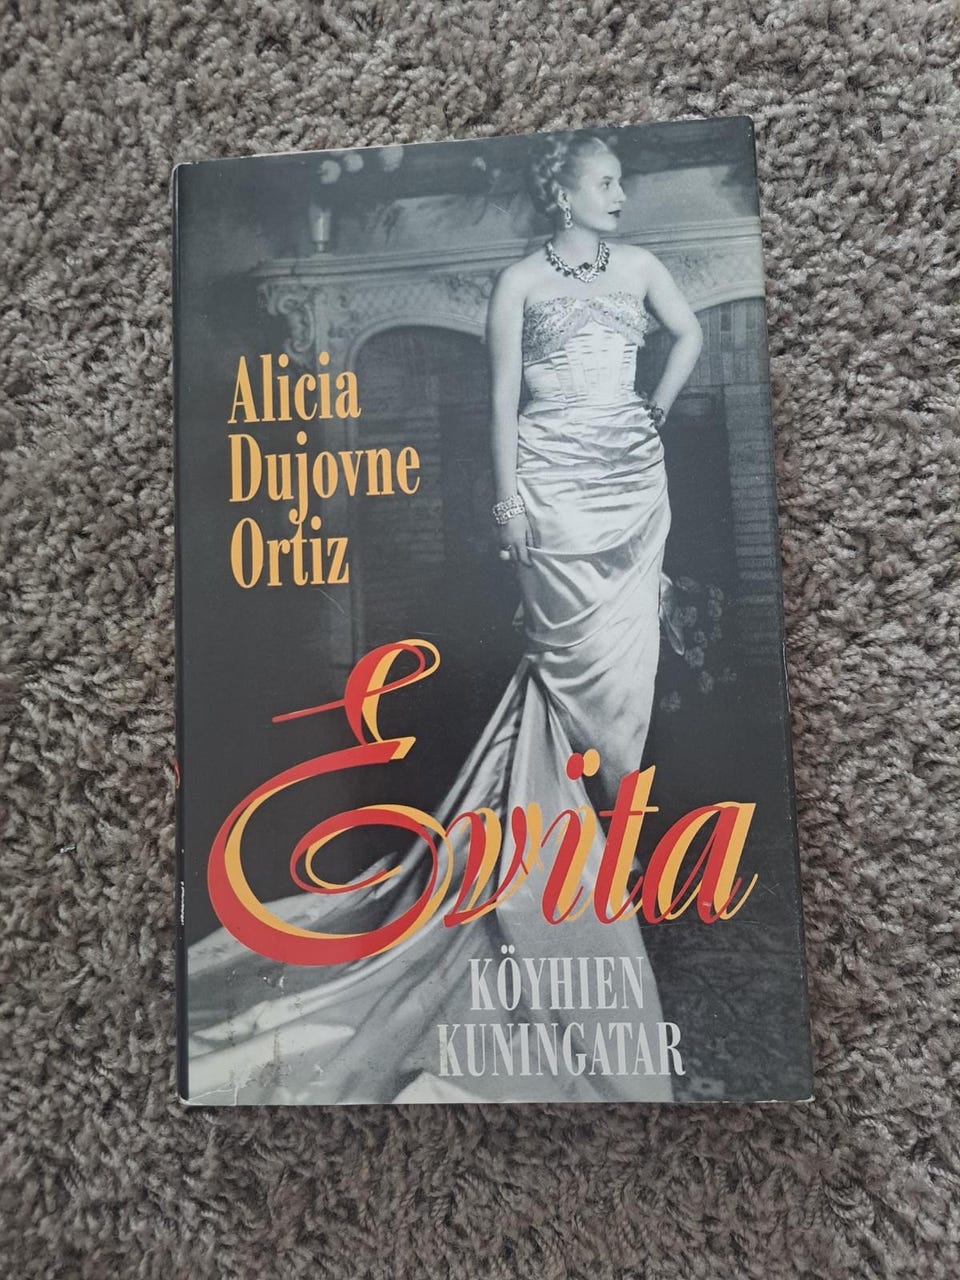 Alicia
Dujovne
Ortiz
Evita
KÖYHIEN
KUNINGATAR